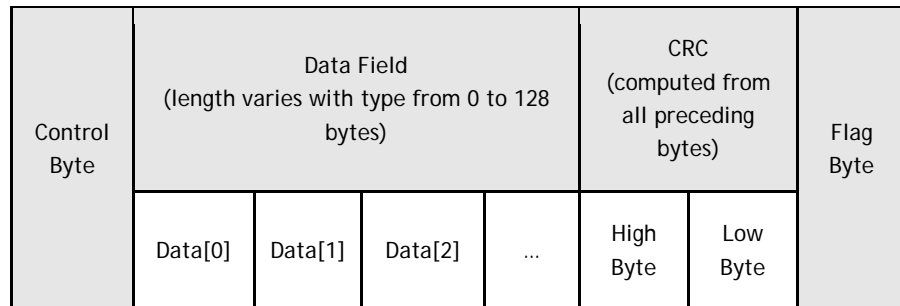 Control
Byte
Data Field
(length varies with type from 0 to 128
bytes)
CRC
(computed from
all preceding
bytes)
Flag
Byte
Data[0]
Data[1]
Data[2]
...
High
Byte
Low
Byte